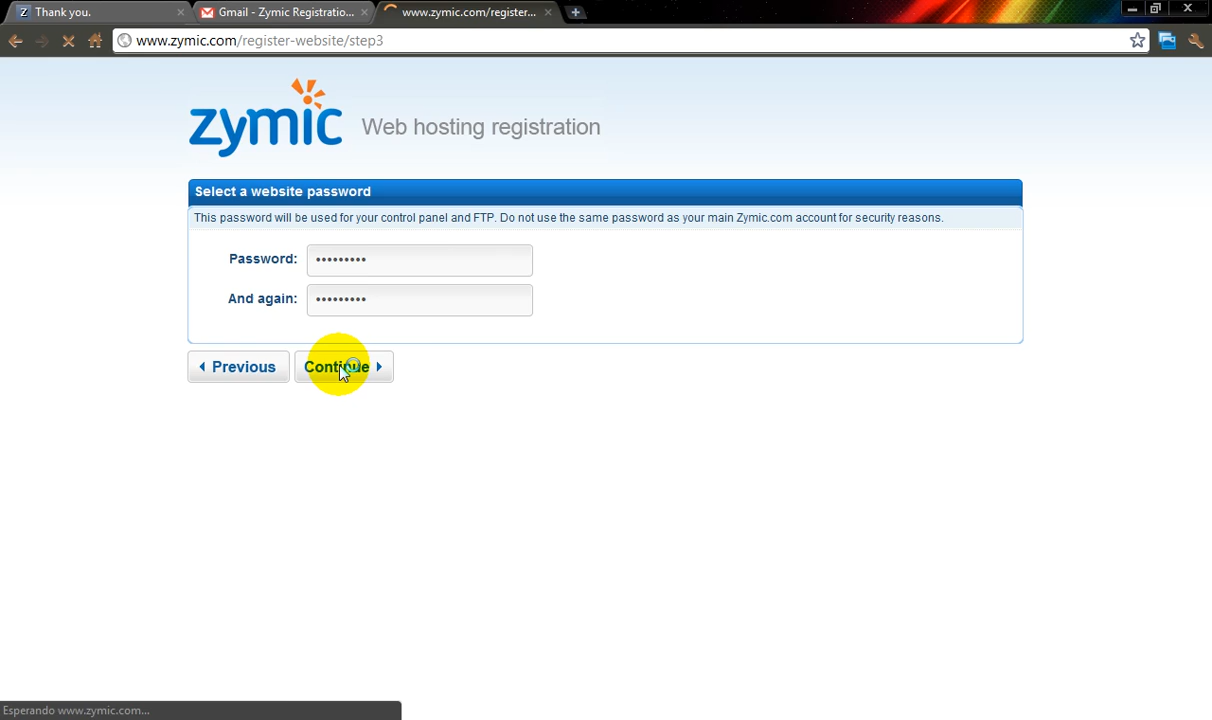 Thank you.
Gmail - Zymic Registratio...
www.zymic.com/register...
www.zymic.com/register-website/step3
zymic
Web hosting registration
Select a website password
This password will be used for your control panel and FTP. Do not use the same password as your main Zymic.com account for security reasons.
Password: •••••••••
And again: •••••••••
Previous
Continue
Esperando www.zymic.com...